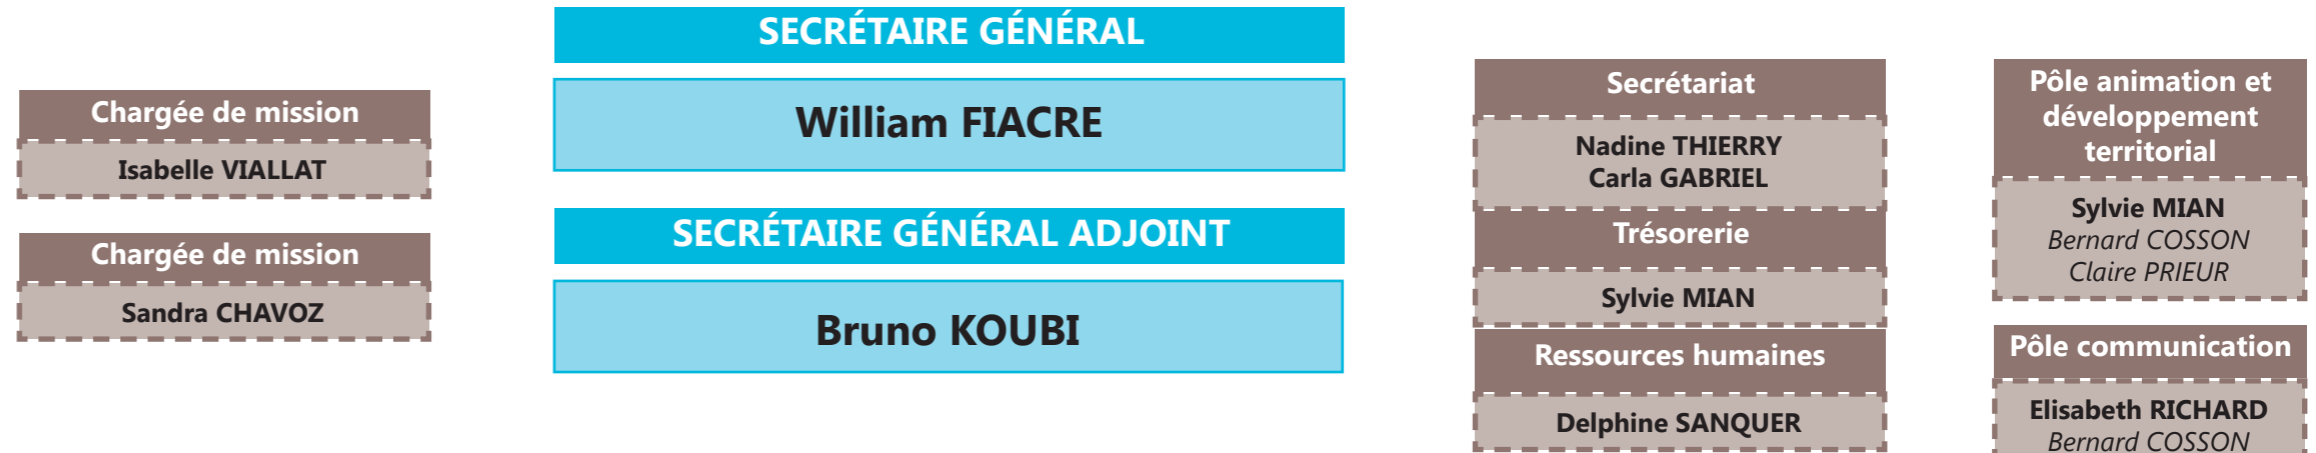 Chargée de mission
Isabelle VIALLAT
Chargée de mission
Sandra CHAVOZ
SECRÉTAIRE GÉNÉRAL
William FIACRE
SECRÉTAIRE GÉNÉRAL ADJOINT
Bruno KOUBI
Secrétariat
Nadine THIERRY
Carla GABRIEL
Trésorerie
Sylvie MIAN
Ressources humaines
Delphine SANQUER
Pôle animation et
développement
territorial
Sylvie MIAN
Bernard COSSON
Claire PRIEUR
Pôle communication
Elisabeth RICHARD
Bernard COSSON